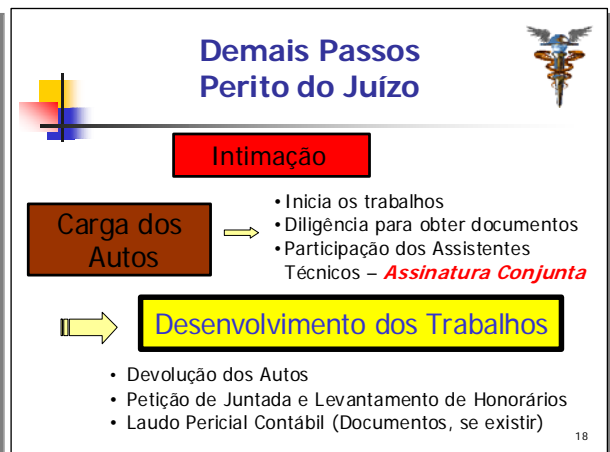 Demais Passos
Perito do Juízo
Intimação
Carga dos
Autos
• Inicia os trabalhos
• Diligência para obter documentos
• Participação dos Assistentes
Técnicos – Assinatura Conjunta
Desenvolvimento dos Trabalhos
• Devolução dos Autos
• Petição de Juntada e Levantamento de Honorários
• Laudo Pericial Contábil (Documentos, se existir)
18